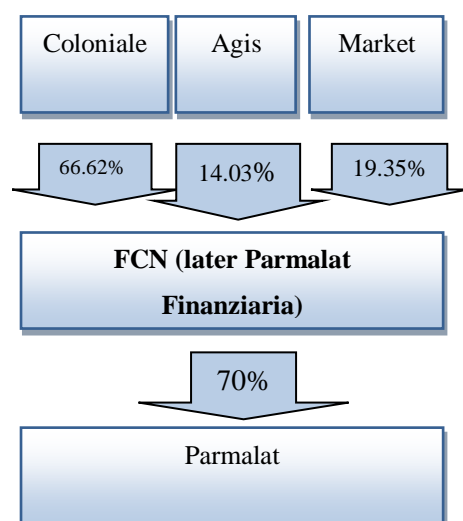 Coloniale
Agis
Market
66.62%
14.03%
19.35%
FCN (later Parmalat
Finanziaria)
70%
Parmalat